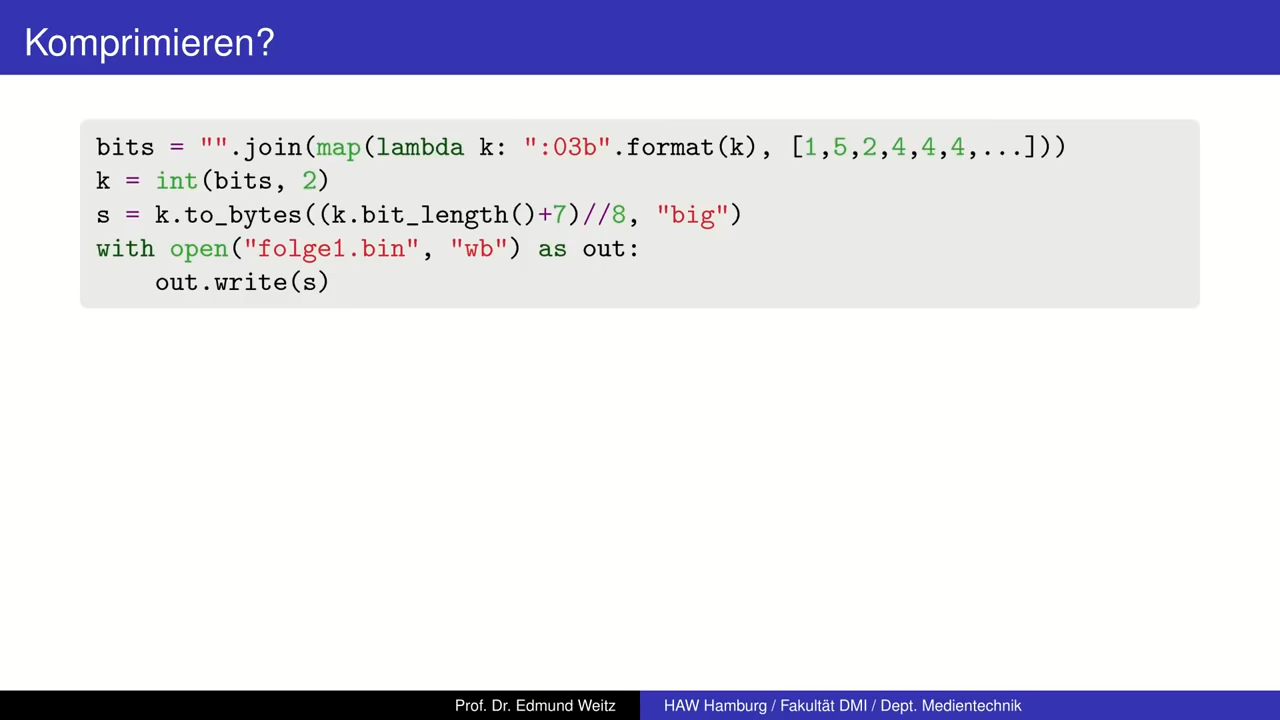 Komprimieren?
bits = "".join(map(lambda k: ":03b".format(k), [1,5,2,4,4,4,...]))
k = int(bits, 2)
s = k.to_bytes((k.bit_length()+7)//8, "big")
with open("folge1.bin", "wb") as out:
    out.write(s)
Prof. Dr. Edmund Weitz
HAW Hamburg / Fakultät DMI / Dept. Medientechnik